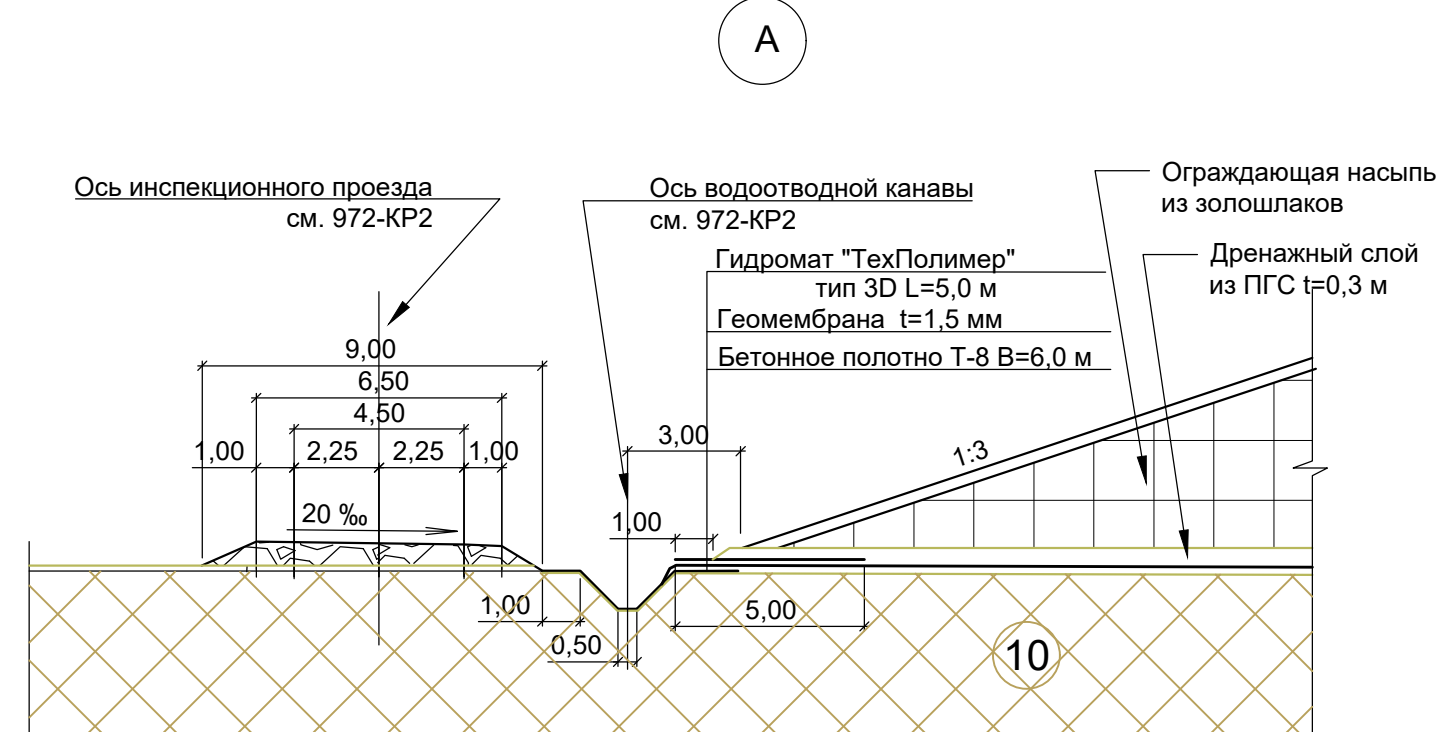 А
Ось инспекционного проезда
см. 972-КР2
Ось водоотводной канавы
см. 972-КР2
Ограждающая насыпь
из золошлаков
Дренажный слой
из ПГС t=0,3 м
Гидромат "ТехПолимер"
тип 3D L=5,0 м
Геомембрана t=1,5 мм
Бетонное полотно Т-8 B=6,0 м
9,00
6,50
4,50
1,00
2,25
2,25
1,00
3,00
1:3
20 ‰
1,00
1,00
5,00
0,50
10